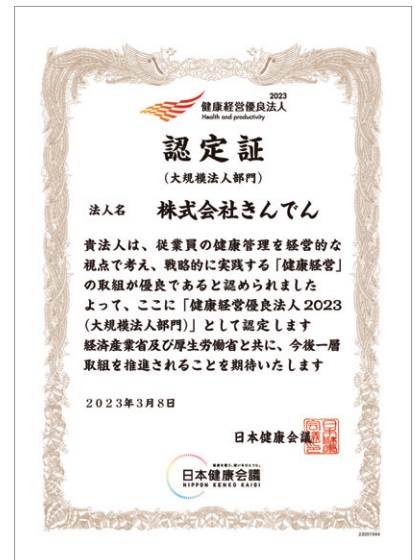 2023
健康経営優良法人
Health and productivity
認定証
(大規模法人部門)
法人名 株式会社きんでん
貴法人は、従業員の健康管理を経営的な
視点で考え、戦略的に実践する「健康経営」
の取組が優良であると認められました
よって、ここに「健康経営優良法人2023
(大規模法人部門)」として認定します
経済産業省及び厚生労働省と共に、今後一層
取組を推進されることを期待いたします
2023年3月8日
日本健康会議
日本健康会議
NIPPON KENKO KAIGI
23001944